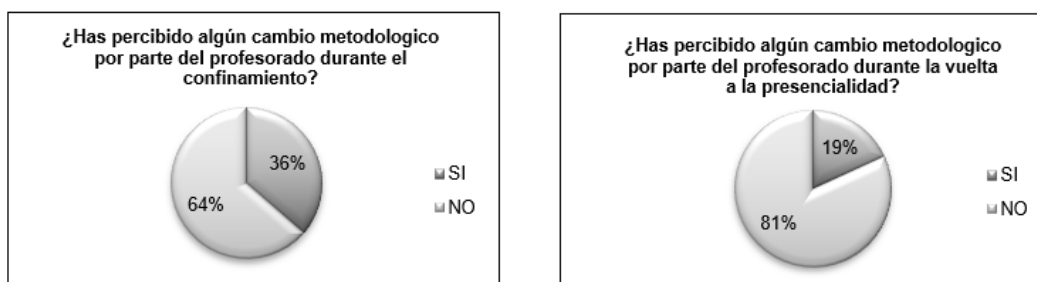 ¿Has percibido algún cambio metodologico
por parte del profesorado durante el
confinamiento?
36%
64%
SI
NO
¿Has percibido algún cambio metodologico
por parte del profesorado durante la vuelta
a la presencialidad?
19%
81%
SI
NO